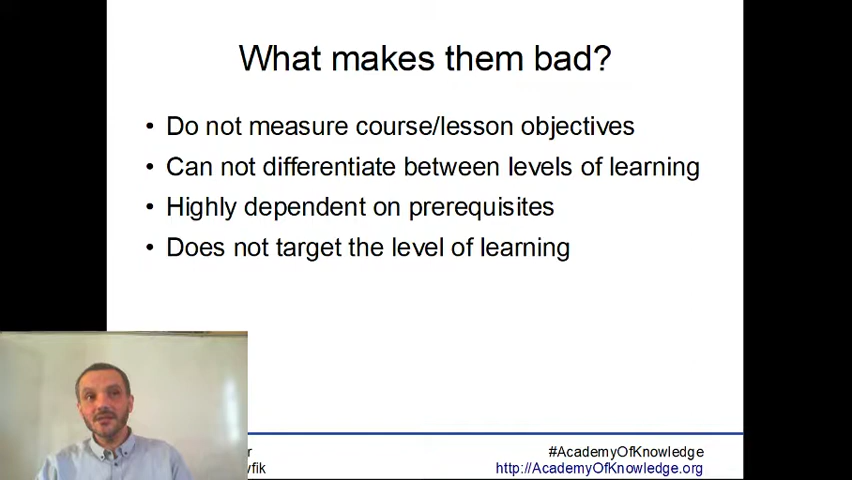 What makes them bad?
• Do not measure course/lesson objectives
• Can not differentiate between levels of learning
• Highly dependent on prerequisites
• Does not target the level of learning
#AcademyOfKnowledge
http://AcademyOfKnowledge.org